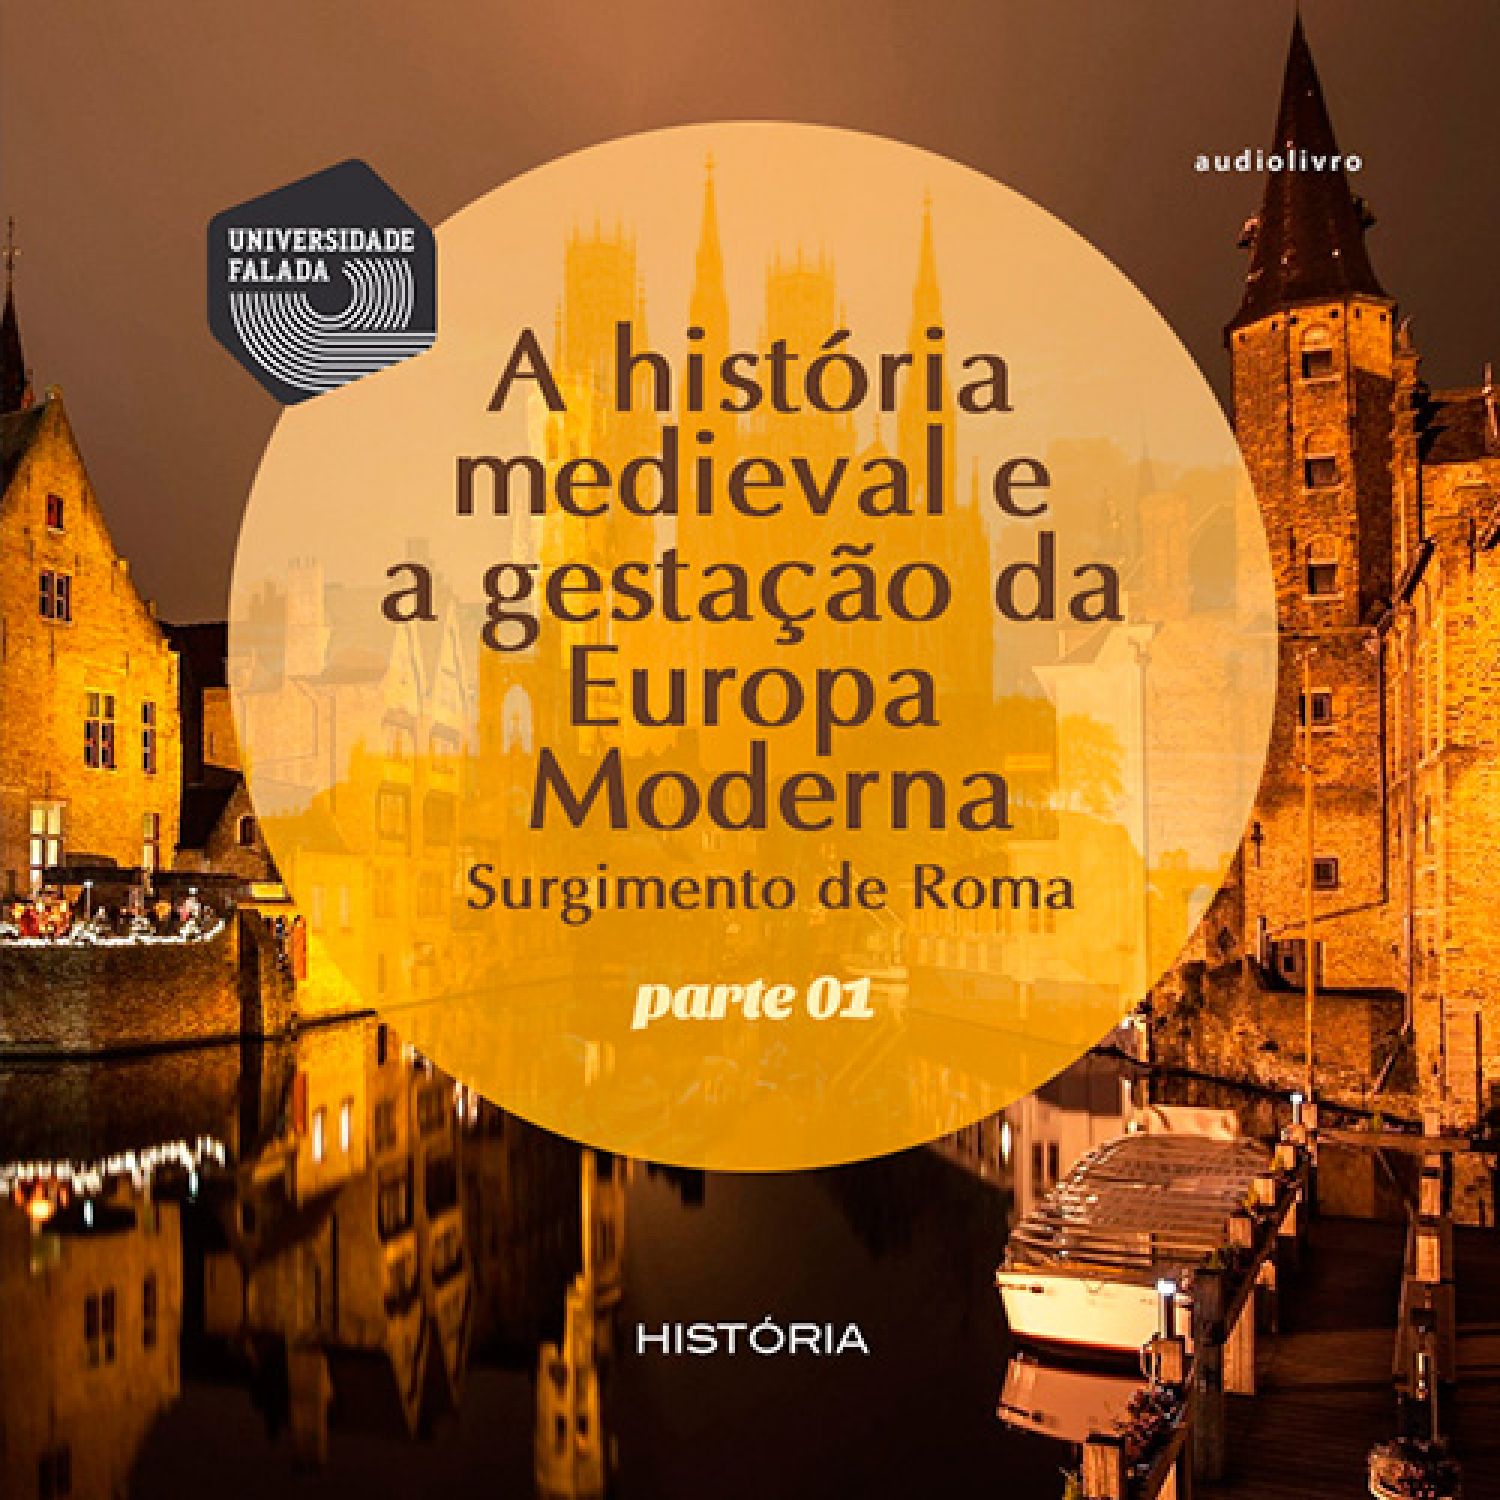 audiolivro
UNIVERSIDADE
FALADA
A história
medieval e
a gestação da
Europa
Moderna
Surgimento de Roma
parte 01
HISTÓRIA